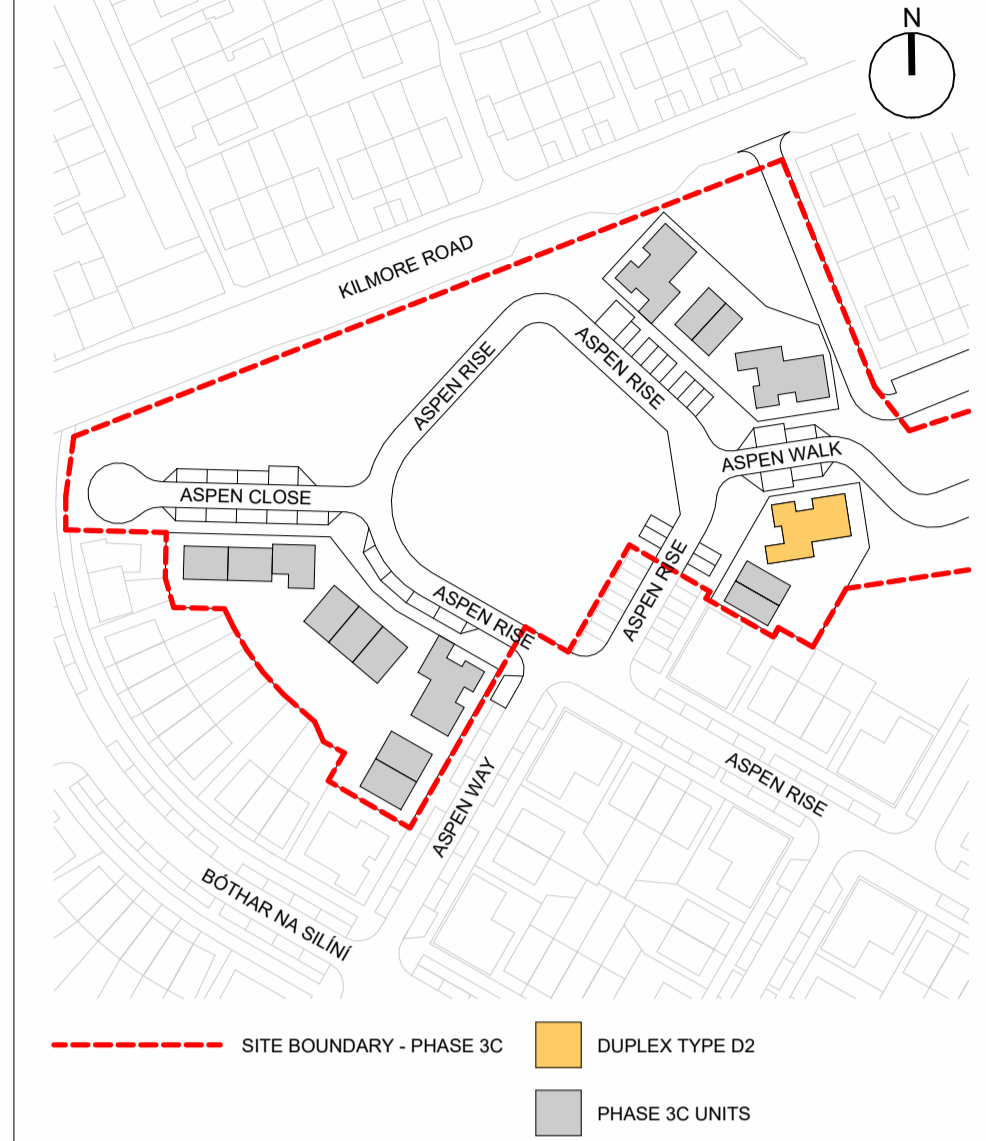 N
KILMORE ROAD
ASPEN RISE
ASPEN RISE
ASPEN WALK
ASPEN CLOSE
ASPEN RISE
ASPEN RISE
ASPEN RISE
ASPEN WAY
BÓTHAR NA SILÍNÍ
SITE BOUNDARY - PHASE 3C
DUPLEX TYPE D2
PHASE 3C UNITS